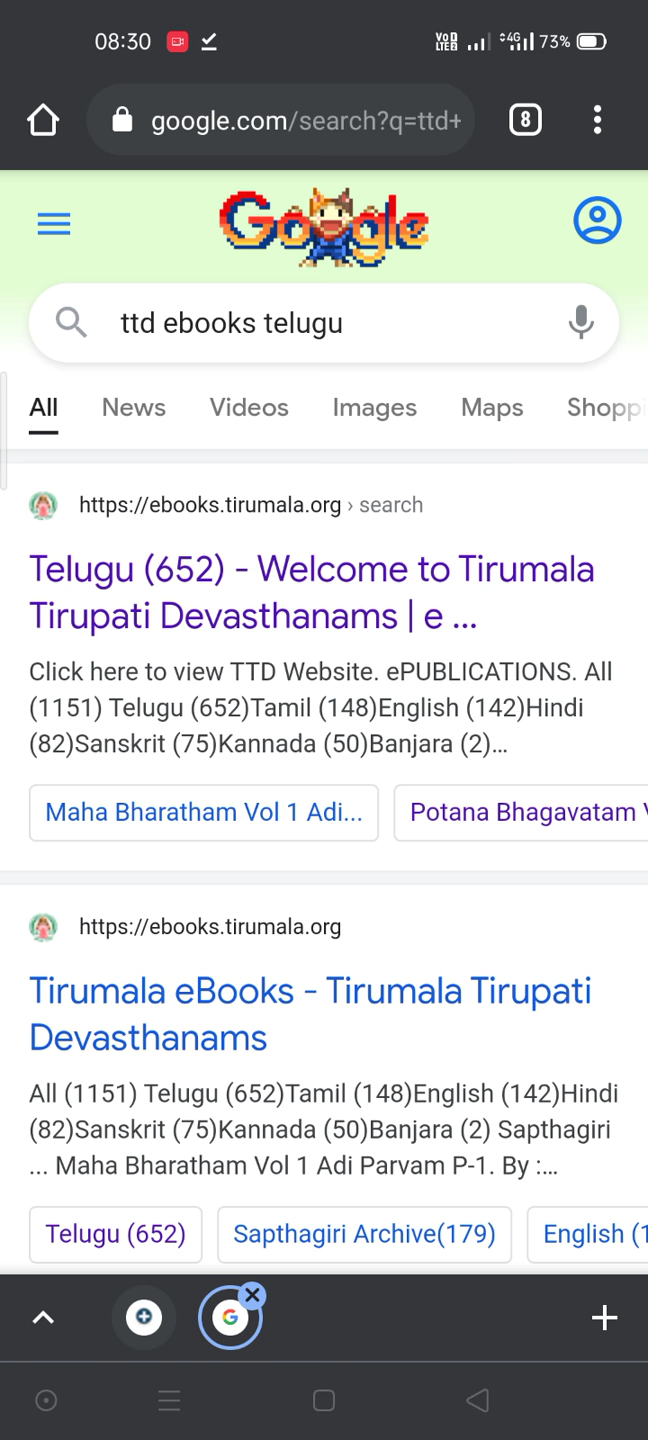 08:30 VoD LTE2 4G 73%
google.com/search?q=ttd+ 8
Google
ttd ebooks telugu
All News Videos Images Maps Shoppi
https://ebooks.tirumala.org › search
Telugu (652) - Welcome to Tirumala
Tirupati Devasthanams | e ...
Click here to view TTD Website. ePUBLICATIONS. All
(1151) Telugu (652)Tamil (148)English (142)Hindi
(82)Sanskrit (75)Kannada (50)Banjara (2)...
Maha Bharatham Vol 1 Adi... Potana Bhagavatam V
https://ebooks.tirumala.org
Tirumala eBooks - Tirumala Tirupati
Devasthanams
All (1151) Telugu (652)Tamil (148)English (142)Hindi
(82)Sanskrit (75)Kannada (50)Banjara (2) Sapthagiri
... Maha Bharatham Vol 1 Adi Parvam P-1. By :...
Telugu (652) Sapthagiri Archive(179) English (1
G